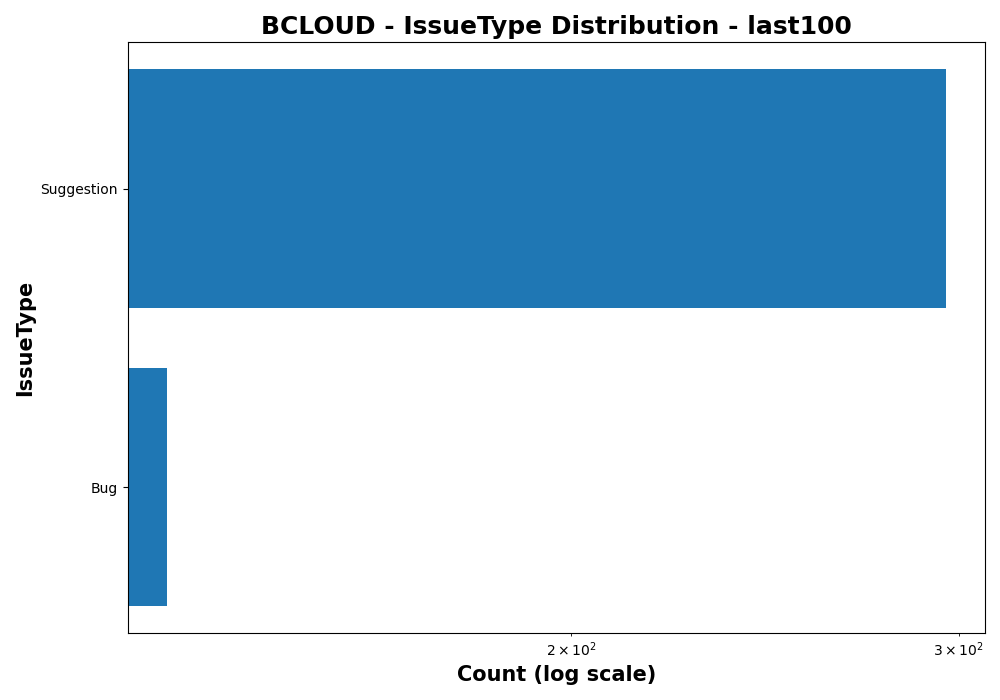 BCLOUD - IssueType Distribution - last100
IssueType
Suggestion
Bug
2 × 10²
3 × 10²
Count (log scale)